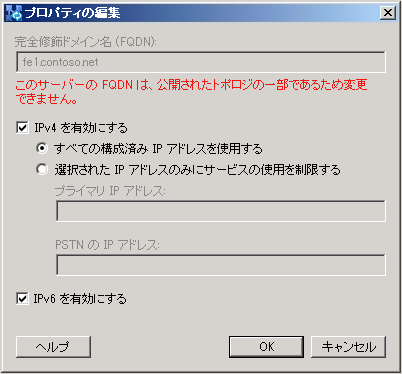 プロパティの編集
完全修飾ドメイン名 (FQDN):
fe1.contoso.net
このサーバーの FQDN は、公開されたトポロジの一部であるため変更
できません。
IPv4 を有効にする
すべての構成済み IP アドレスを使用する
選択された IP アドレスのみにサービスの使用を制限する
プライマリ IP アドレス:
PSTN の IP アドレス:
IPv6 を有効にする
ヘルプ
OK
キャンセル